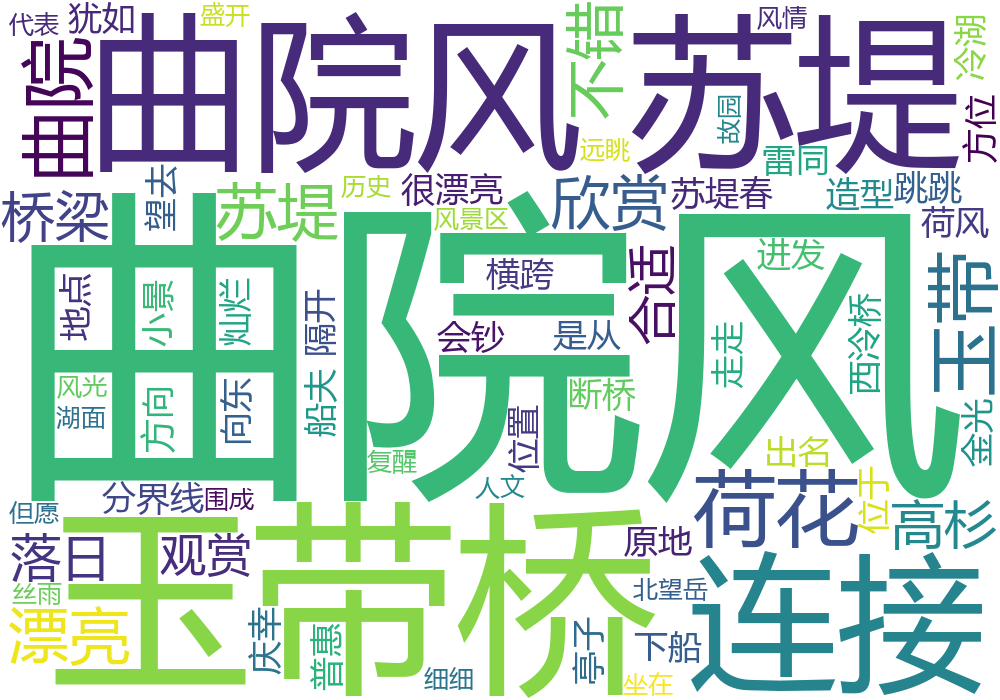 代表
犹如
盛开
曲院风
苏堤
风情
冷湖
曲院
不错
故园
方位
远眺
雷同
望去
历史
很漂亮
欣赏
苏堤春
造型
跳跳
桥梁
苏堤
风景区
荷风
曲院风
横跨
合适
进发
玉带
地点
小景
灿烂
隔开
会钞
是从
走走
西泠桥
风光
湖面
方向
向东
船夫
断桥
金光
复醒
位置
出名
人文
分界线
围成
荷花
位于
高杉
但愿
玉带桥
原地
落日
观赏
连接
丝雨
北望岳
漂亮
庆幸
普惠
细细
亭子
下船
坐在